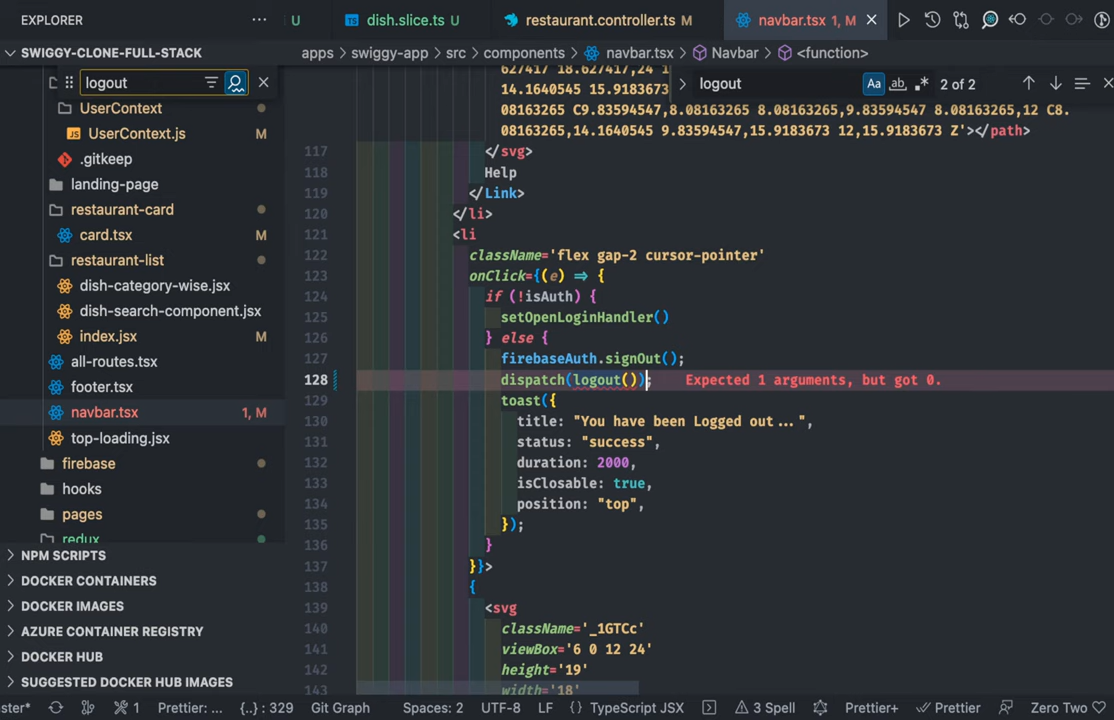 EXPLORER
U
dish.slice.ts U
restaurant.controller.ts M
navbar.tsx 1, M
SWIGGY-CLONE-FULL-STACK
apps > swiggy-app > src > components > navbar.tsx > Navbar > <function>
logout
logout
Aa ab .* 2 of 2
UserContext
UserContext.js M
.gitkeep
landing-page
restaurant-card
card.tsx M
restaurant-list
dish-category-wise.jsx
dish-search-component.jsx
index.jsx
all-routes.tsx
footer.tsx
navbar.tsx 1, M
top-loading.jsx
firebase
hooks
pages
redux
NPM SCRIPTS
DOCKER CONTAINERS
DOCKER IMAGES
AZURE CONTAINER REGISTRY
DOCKER HUB
SUGGESTED DOCKER HUB IMAGES
627417 18.627417,24 1
14.1640545 15.9183673
08163265 C9.83594547,8.08163265 8.08163265,9.83594547 8.08163265,12 C8.
08163265,14.1640545 9.83594547,15.9183673 12,15.9183673 Z'></path>
117 </svg>
118 Help
119 </Link>
120 </li>
121 <li
122 className='flex gap-2 cursor-pointer'
123 onClick={(e) => {
124 if (!isAuth) {
125 setOpenLoginHandler()
126 } else {
127 firebaseAuth.signOut();
128 dispatch(logout()); Expected 1 arguments, but got 0.
129 toast({
130 title: "You have been Logged out...",
131 status: "success",
132 duration: 2000,
133 isClosable: true,
134 position: "top",
135 });
136 }
137 }}>
138 {
139 <svg
140 className='_1GTCc'
141 viewBox='6 0 12 24'
142 height='19'
143 width='18'
ster* 1 Prettier: ... {..} : 329 Git Graph Spaces: 2 UTF-8 LF {} TypeScript JSX 3 Spell Prettier+ Prettier Zero Two